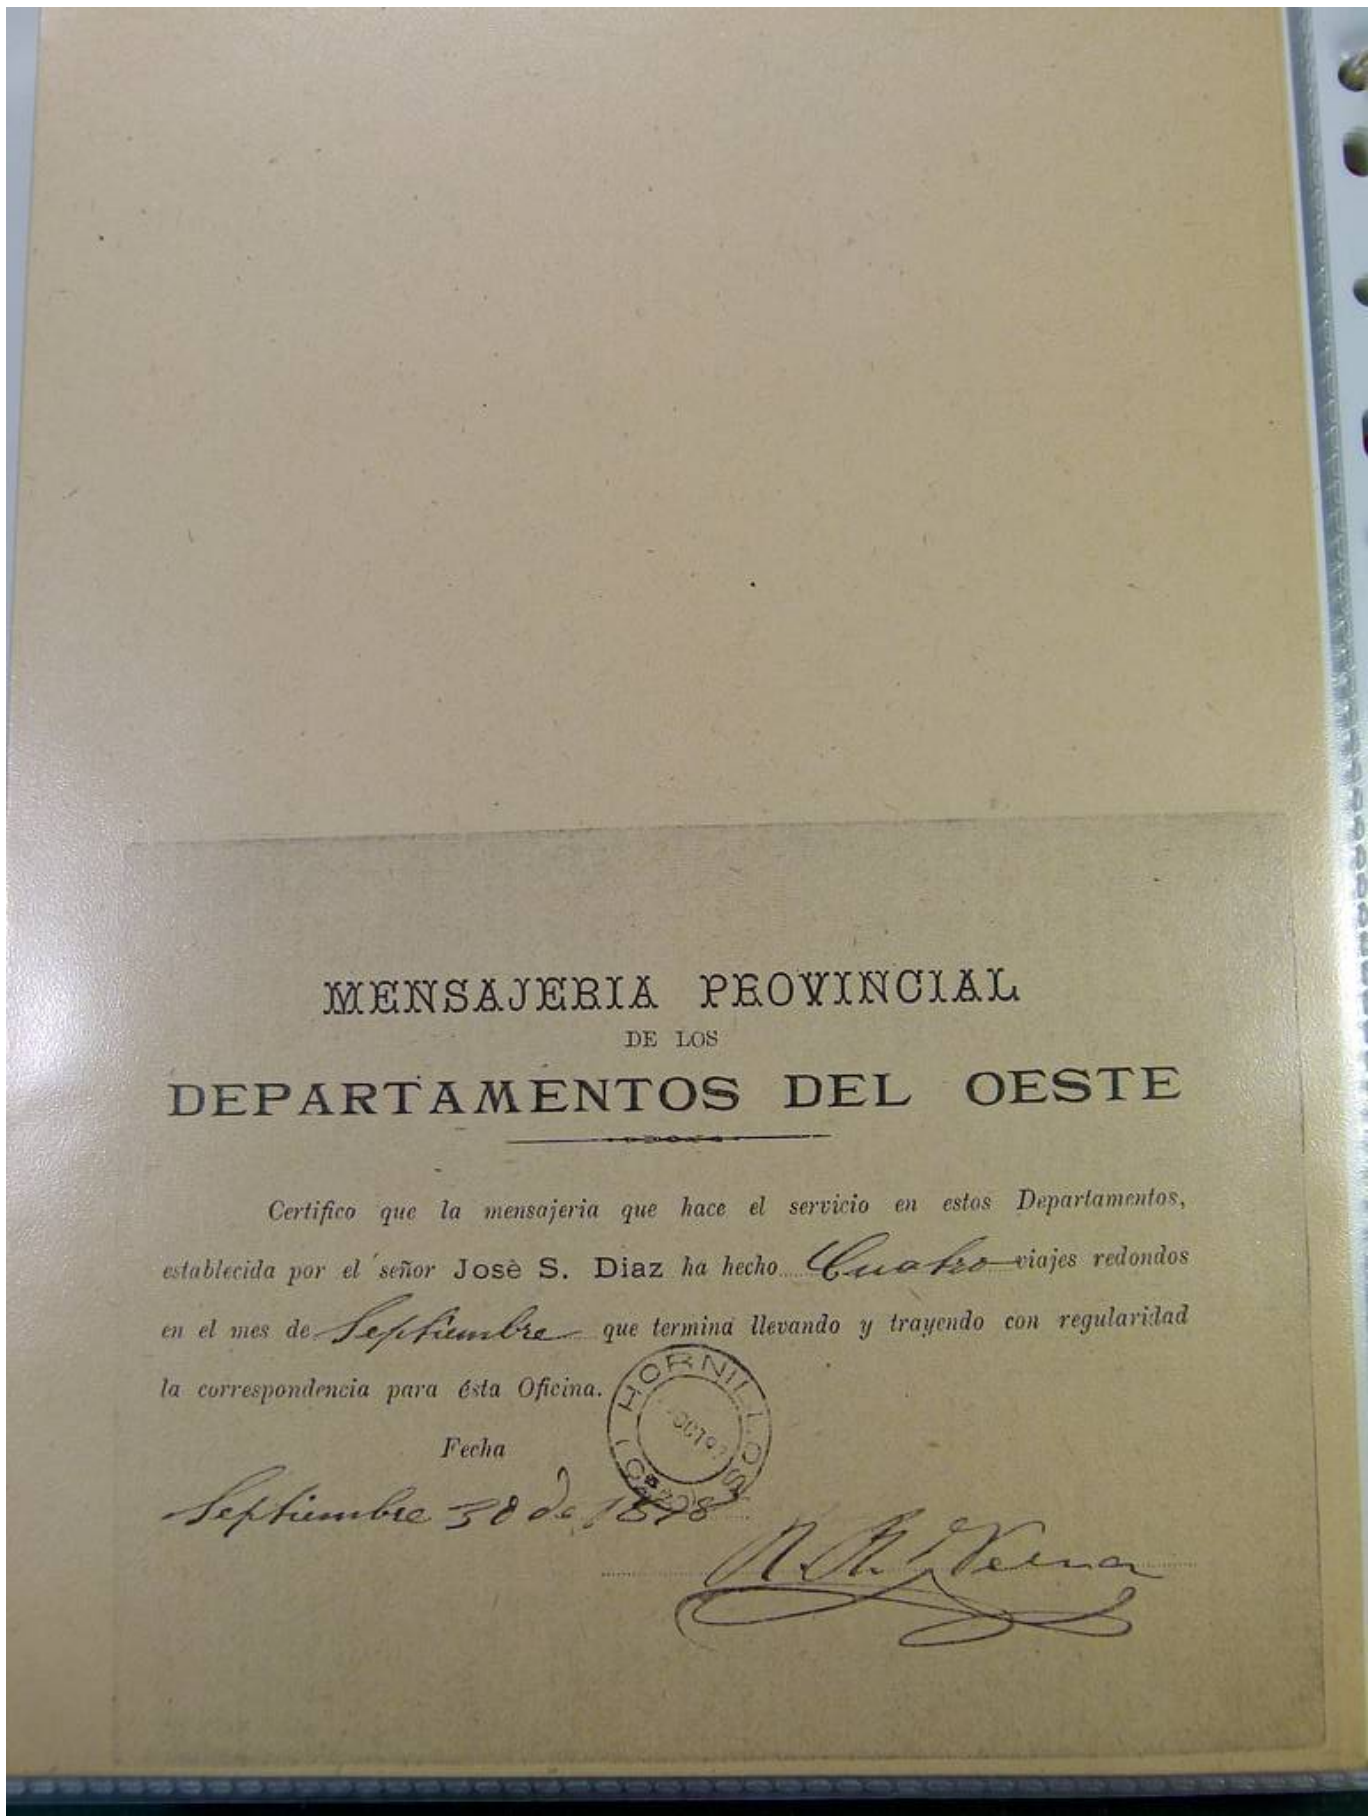 MENSAJERIA PROVINCIAL
DE LOS
DEPARTAMENTOS DEL OESTE
Certifico que la mensajeria que hace el servicio en estos Departamentos,
establecida por el señor Josè S. Diaz ha hecho Cuatro viajes redondos
en el mes de Septiembre que termina llevando y trayendo con regularidad
la correspondencia para ésta Oficina.
HORNILLOS
Fecha
Septiembre 30 de 1898